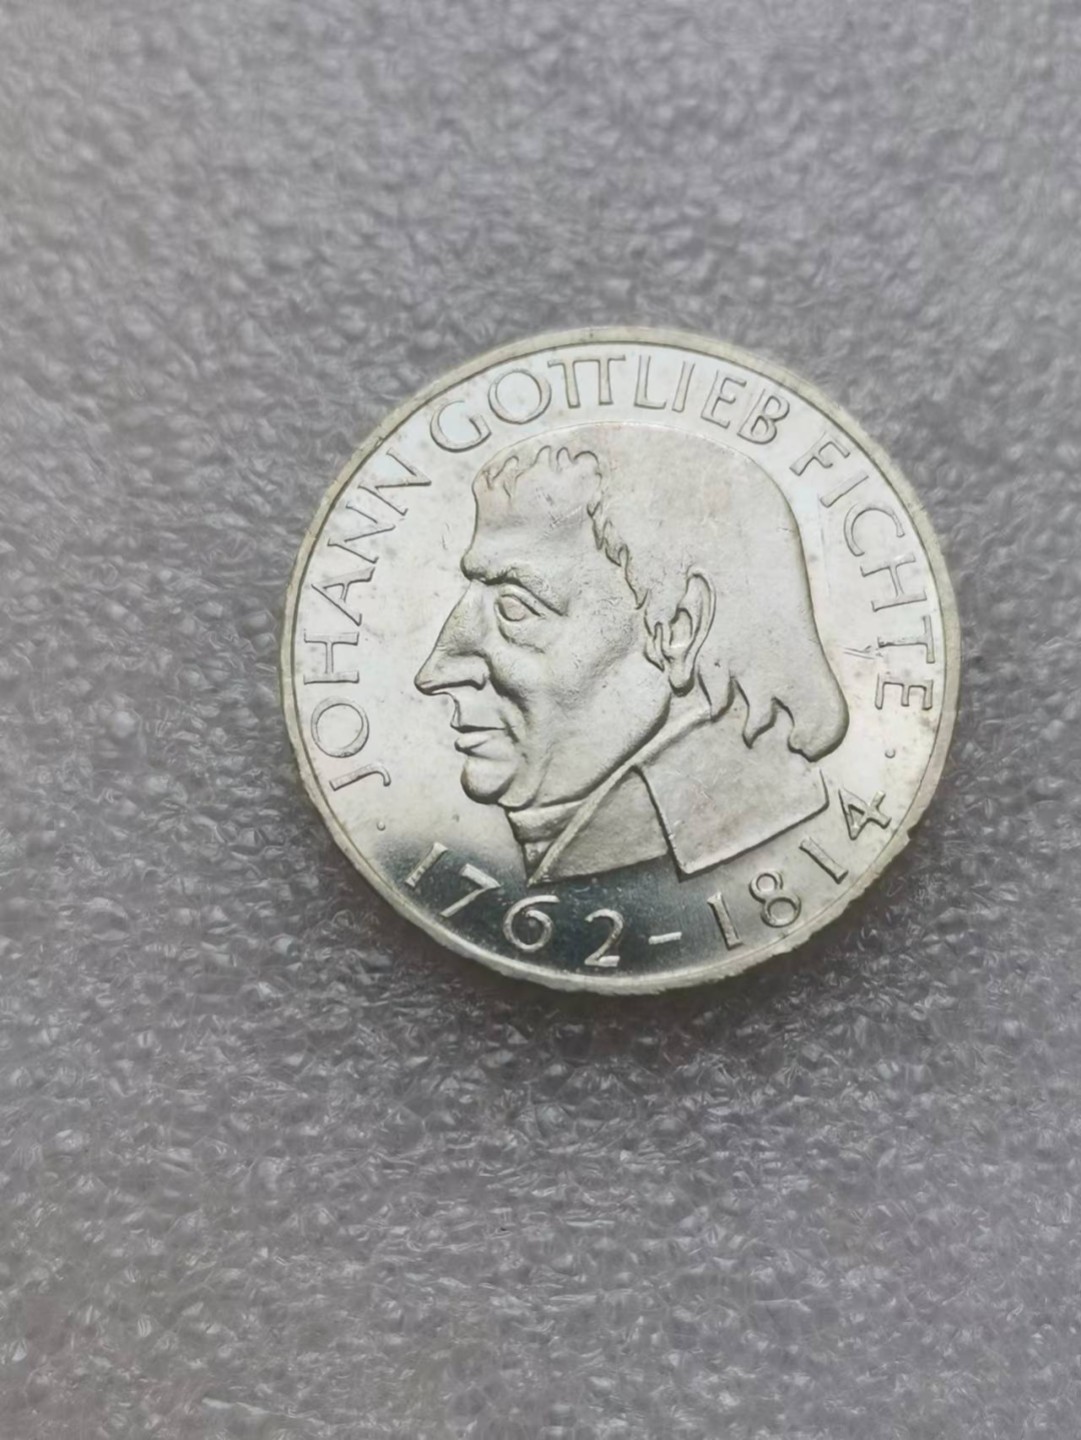 JOHANN GOTTLIEB FICHTE
· 1762-1814 ·